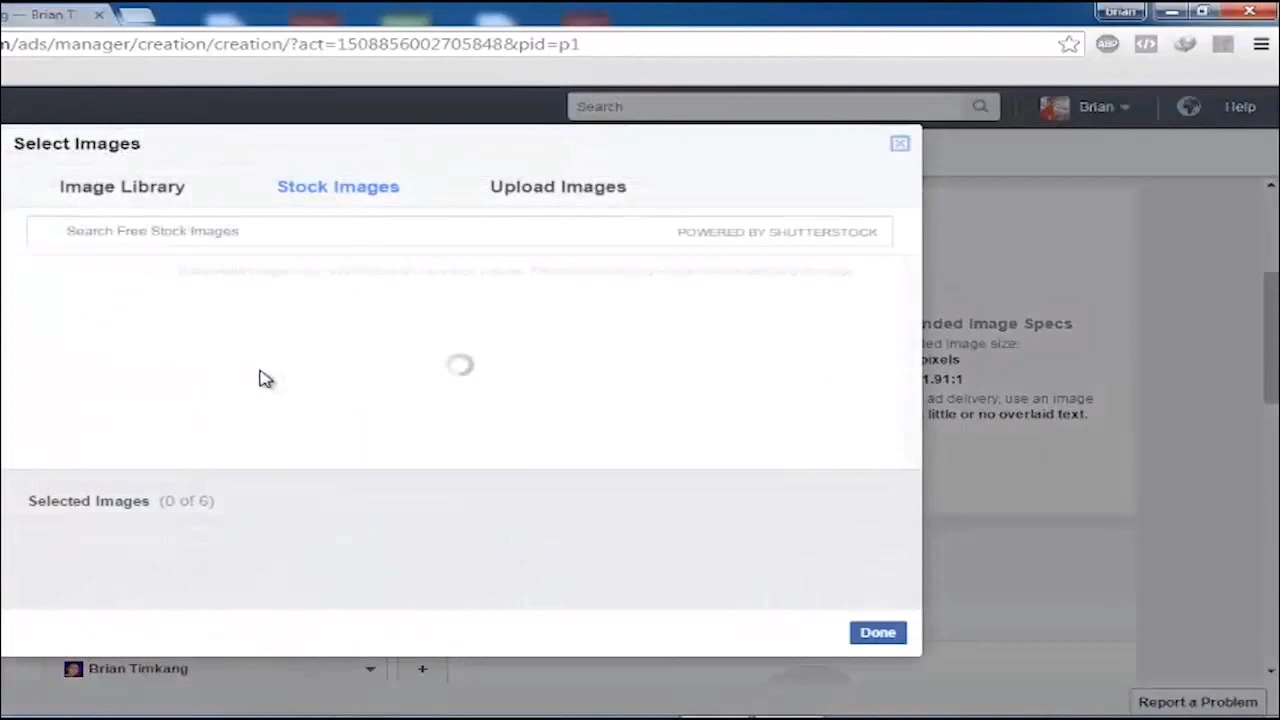 g — Brian T
brian
m/ads/manager/creation/creation/?act=1508856002705848&pid=p1
ABP
Search
Brian
Help
Select Images
Image Library
Stock Images
Upload Images
Search Free Stock Images
POWERED BY SHUTTERSTOCK
nded Image Specs
led image size:
pixels
1.91:1
ad delivery, use an image
little or no overlaid text.
Selected Images (0 of 6)
Done
Brian Timkang
+
Report a Problem